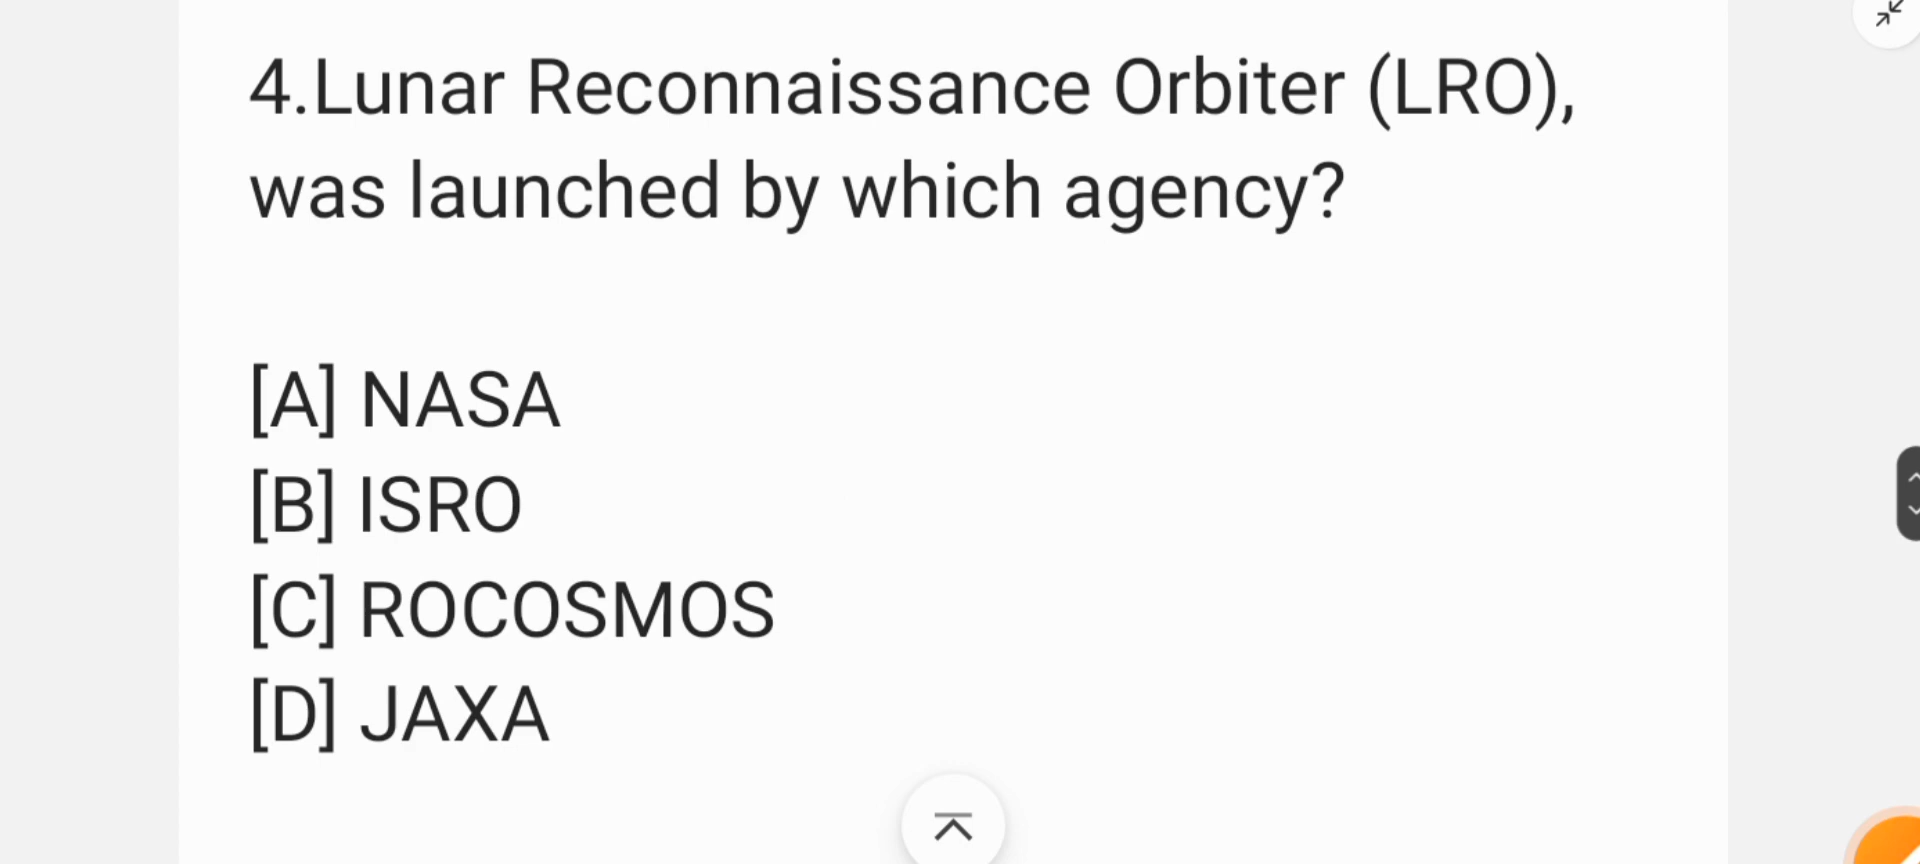 4.Lunar Reconnaissance Orbiter (LRO),
was launched by which agency?
[A] NASA
[B] ISRO
[C] ROCOSMOS
[D] JAXA